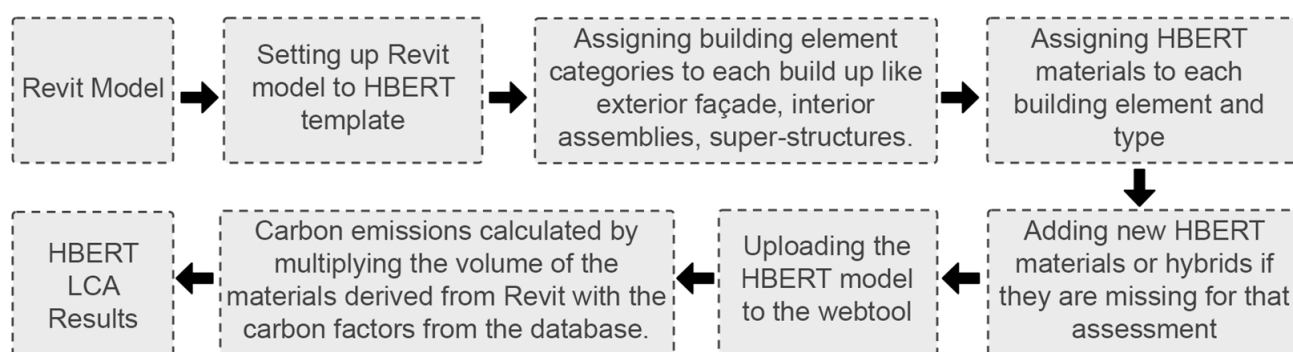 Revit Model
Setting up Revit
model to HBERT
template
Assigning building element
categories to each build up like
exterior façade, interior
assemblies, super-structures.
Assigning HBERT
materials to each
building element and
type
Adding new HBERT
materials or hybrids if
they are missing for that
assessment
Uploading the
HBERT model
to the webtool
Carbon emissions calculated by
multiplying the volume of the
materials derived from Revit with the
carbon factors from the database.
HBERT
LCA
Results